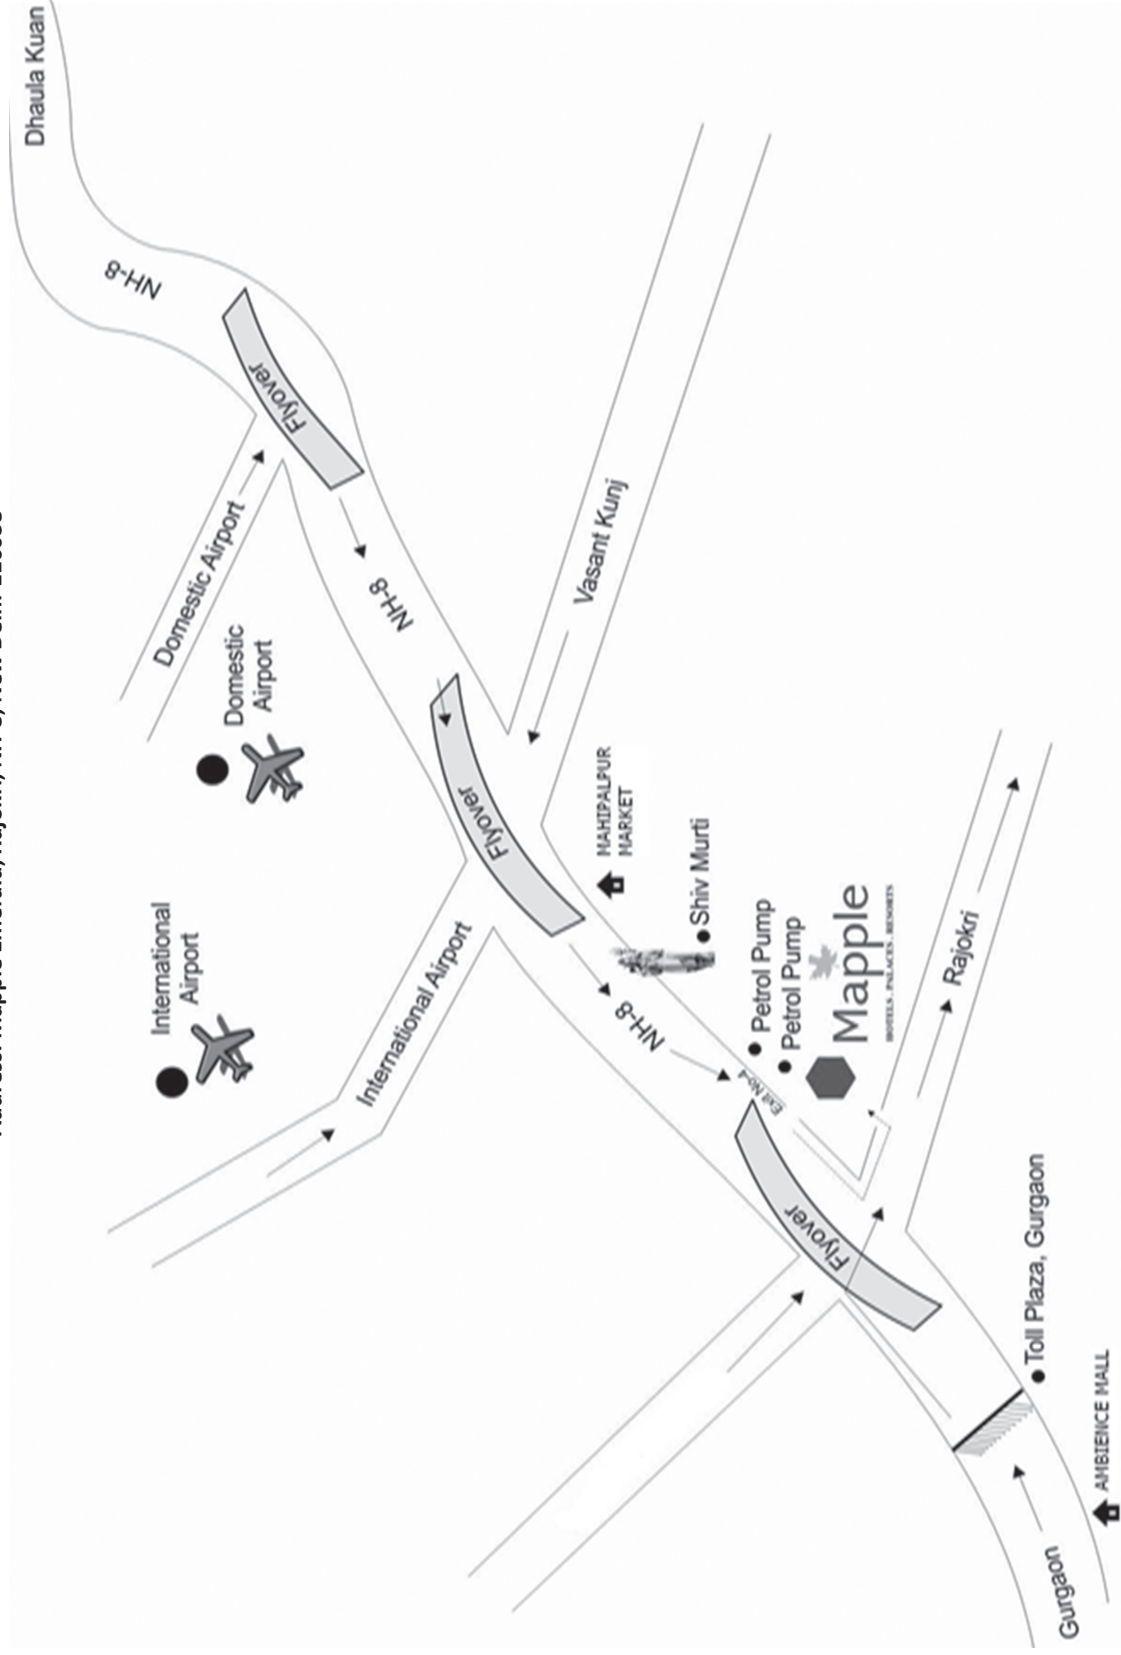 Dhaula Kuan
NH-8
Flyover
Domestic Airport
Domestic
Airport
NH-8
Vasant Kunj
Flyover
International
Airport
International Airport
MAHIPALPUR
MARKET
Shiv Murti
NH-8
Petrol Pump
Petrol Pump
Exit No4
Mapple
HOTELS . PALACES . RESORTS
Rajokri
Flyover
Toll Plaza, Gurgaon
AMBIENCE MALL
Gurgaon